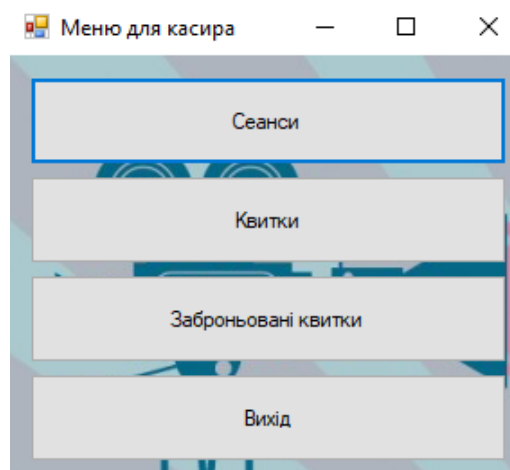 Меню для касира
Сеанси
Квитки
Заброньовані квитки
Вихід